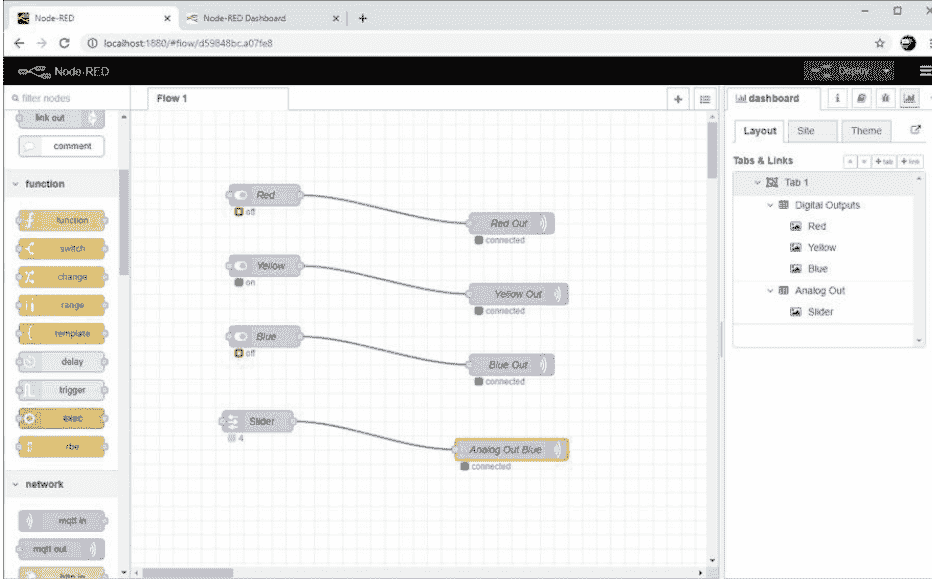 Node-RED
Node-RED Dashboard
localhost:1880/#flow/d59848bc.a07fe8
Node-RED
Deploy
filter nodes
Flow 1
dashboard
link out
comment
function
function
switch
change
range
template
delay
trigger
exec
rbe
network
mqtt in
mqtt out
http in
Red
off
Red Out
connected
Yellow
on
Yellow Out
connected
Blue
off
Blue Out
connected
Slider
4
Analog Out Blue
connected
Layout
Site
Theme
Tabs & Links
+ tab
+ link
Tab 1
Digital Outputs
Red
Yellow
Blue
Analog Out
Slider